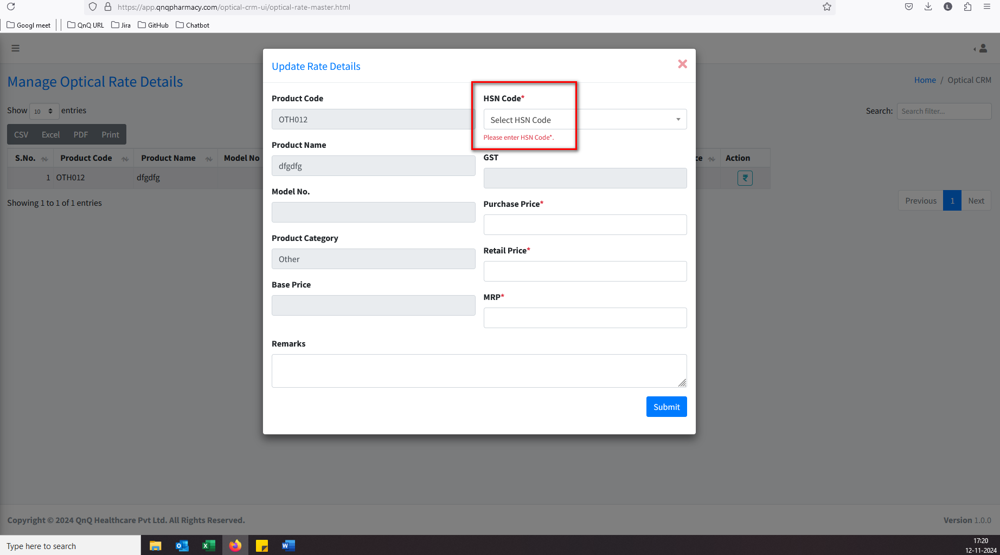 https://app.qnqpharmacy.com/optical-crm-ui/optical-rate-master.html
L
Googl meet
QnQ URL
Jira
GitHub
Chatbot
Manage Optical Rate Details
Home / Optical CRM
Show 10 entries
Search: Search filter...
CSV Excel PDF Print
S.No. Product Code Product Name Model No ce Action
1 OTH012 dfgdfg ₹
Showing 1 to 1 of 1 entries
Previous 1 Next
Update Rate Details
Product Code
OTH012
Product Name
dfgdfg
Model No.
Product Category
Other
Base Price
HSN Code*
Select HSN Code
Please enter HSN Code*.
GST
Purchase Price*
Retail Price*
MRP*
Remarks
Submit
Copyright © 2024 QnQ Healthcare Pvt Ltd. All Rights Reserved.
Version 1.0.0
Type here to search
17:20
12-11-2024